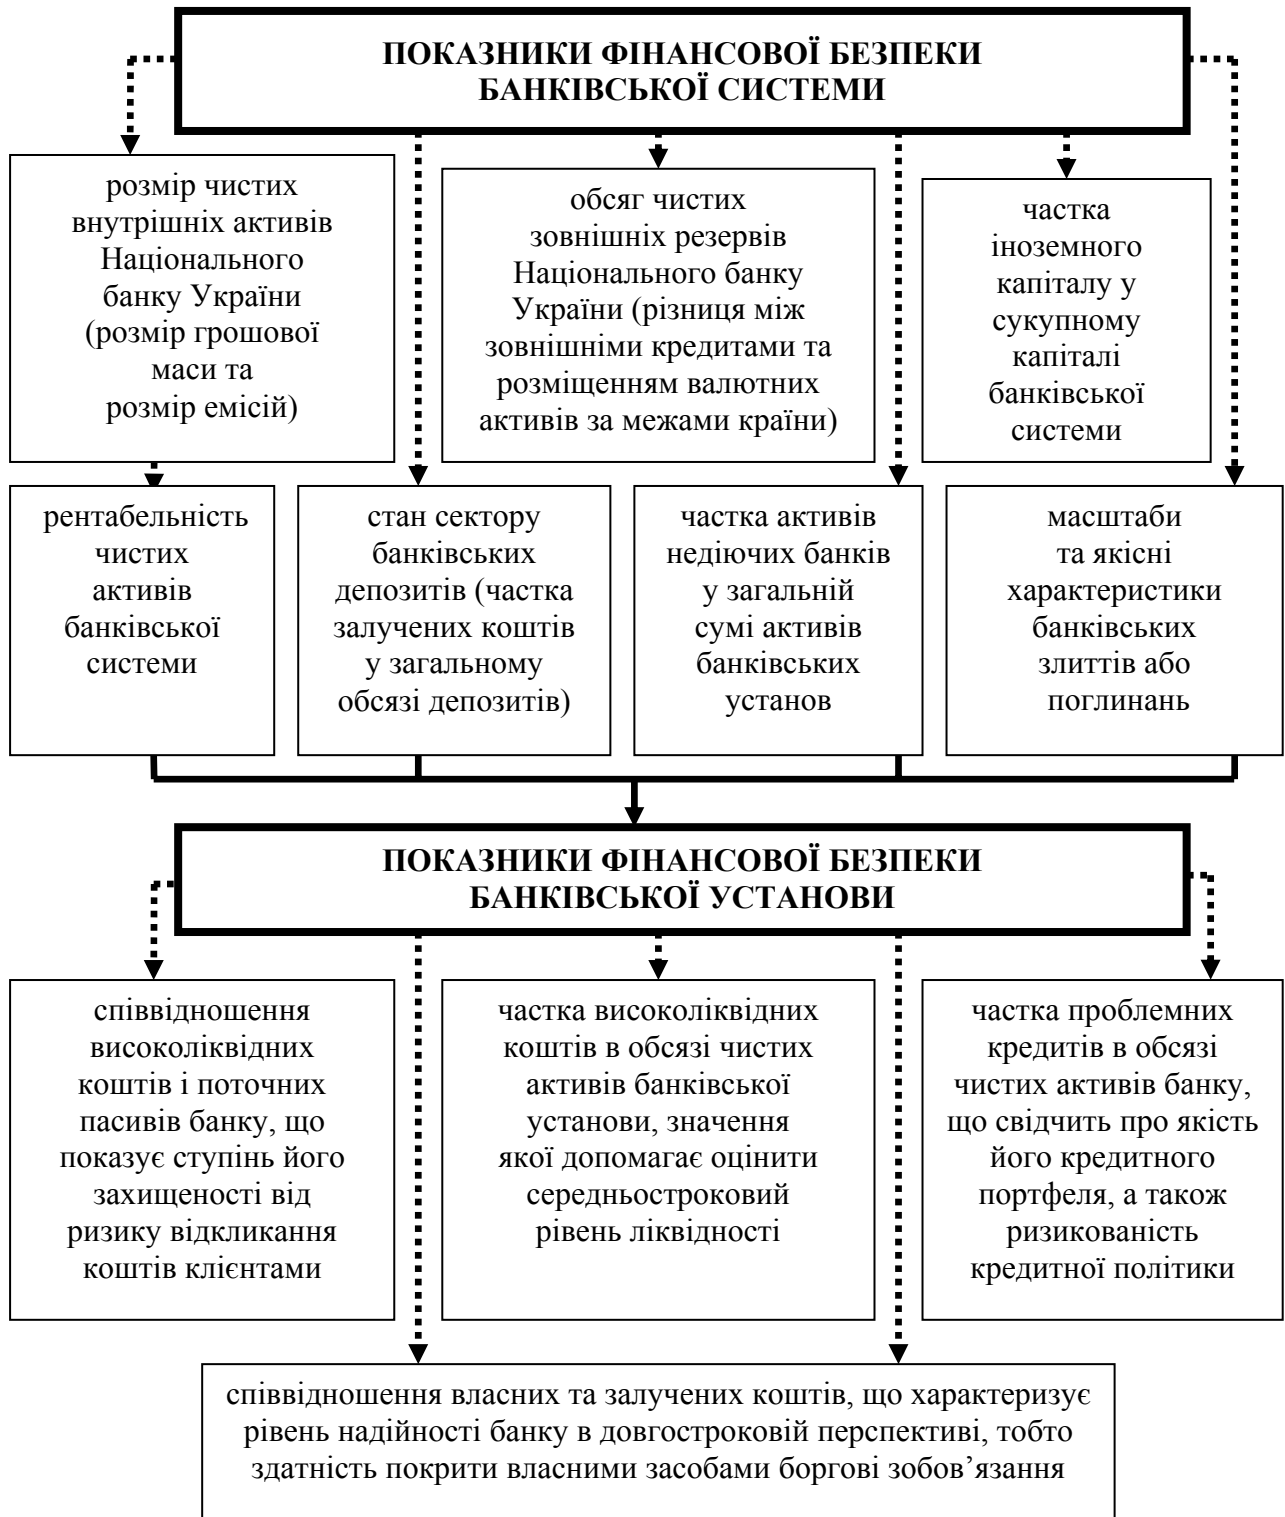 ПОКАЗНИКИ ФІНАНСОВОЇ БЕЗПЕКИ
БАНКІВСЬКОЇ СИСТЕМИ
розмір чистих
внутрішніх активів
Національного
банку України
(розмір грошової
маси та
розмір емісій)
обсяг чистих
зовнішніх резервів
Національного банку
України (різниця між
зовнішніми кредитами та
розміщенням валютних
активів за межами країни)
частка
іноземного
капіталу у
сукупному
капіталі
банківської
системи
рентабельність
чистих
активів
банківської
системи
стан сектору
банківських
депозитів (частка
залучених коштів
у загальному
обсязі депозитів)
частка активів
недіючих банків
у загальній
сумі активів
банківських
установ
масштаби
та якісні
характеристики
банківських
злиттів або
поглинань
ПОКАЗНИКИ ФІНАНСОВОЇ БЕЗПЕКИ
БАНКІВСЬКОЇ УСТАНОВИ
співвідношення
високоліквідних
коштів і поточних
пасивів банку, що
показує ступінь його
захищеності від
ризику відкликання
коштів клієнтами
частка високоліквідних
коштів в обсязі чистих
активів банківської
установи, значення
якої допомагає оцінити
середньостроковий
рівень ліквідності
частка проблемних
кредитів в обсязі
чистих активів банку,
що свідчить про якість
його кредитного
портфеля, а також
ризикованість
кредитної політики
співвідношення власних та залучених коштів, що характеризує
рівень надійності банку в довгостроковій перспективі, тобто
здатність покрити власними засобами боргові зобов’язання